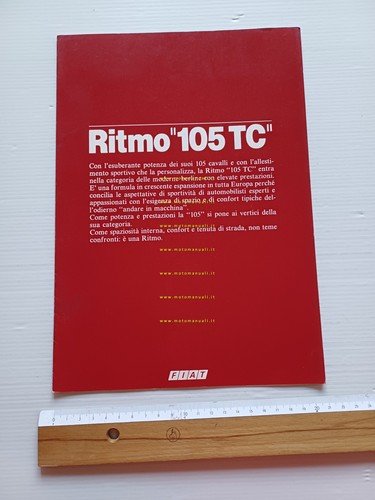 Ritmo "105 TC"
Con l'esuberante potenza dei suoi 105 cavalli e con l'allesti-
mento sportivo che la personalizza, la Ritmo "105 TC" entra
nella categoria delle moderne berline con elevate prestazioni.
E' una formula in crescente espansione in tutta Europa perché
concilia le aspettative di sportività di automobilisti esperti e
appassionati con l'esigenza di spazio e di confort tipiche del-
l'odierno "andare in macchina".
Come potenza e prestazioni la "105" si pone ai vertici della
sua categoria.
Come spaziosità interna, confort e tenuta di strada, non teme
confronti: è una Ritmo.
www.motomanuali.it
www.motomanuali.it
www.motomanuali.it
www.motomanuali.it
www.motomanuali.it
FIAT